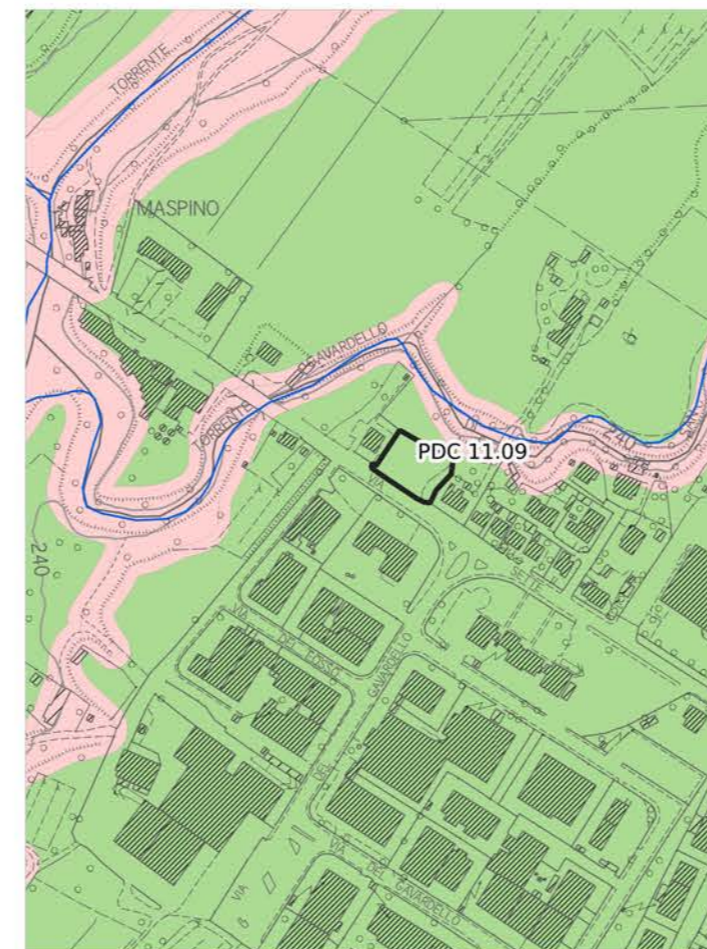 TORRENTE
MASPINO
GAVARDELLO
TORRENTE
PDC 11.09
240
VIA
SETTE
240
VIA
DEL FOSSO
GAVARDELLO
DEL
VIA
DEL
GAVARDELLO
VIA